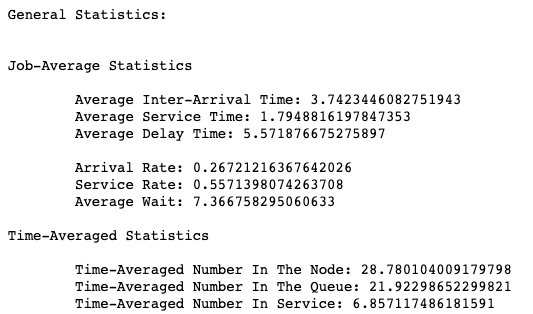 General Statistics:
Job-Average Statistics
Average Inter-Arrival Time: 3.7423446082751943
Average Service Time: 1.7948816197847353
Average Delay Time: 5.571876675275897
Arrival Rate: 0.26721216367642026
Service Rate: 0.5571398074263708
Average Wait: 7.366758295060633
Time-Averaged Statistics
Time-Averaged Number In The Node: 28.780104009179798
Time-Averaged Number In The Queue: 21.92298652299821
Time-Averaged Number In Service: 6.857117486181591